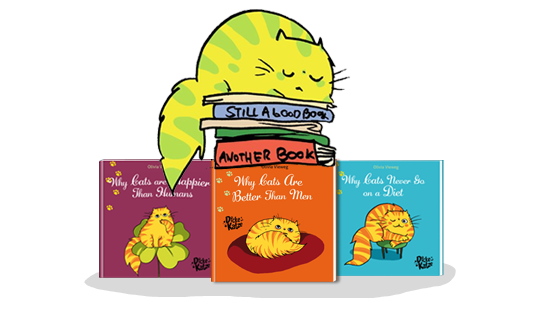 STILL A GOOD BOOK
ANOTHER BOOK
Why Cats are Happier
Than Humans
Why Cats Are
Better Than Men
Why Cats Never Go
on a Diet